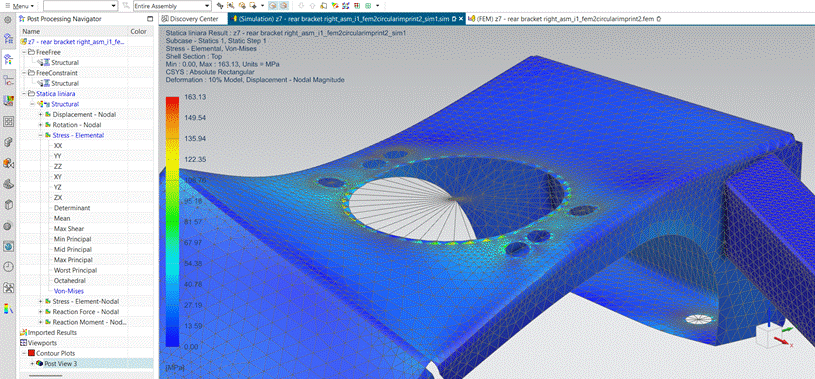 Menu
Entire Assembly
Post Processing Navigator
Discovery Center
(Simulation) z7 - rear bracket right_asm_i1_fem2circularimprint2_sim1.sim
(FEM) z7 - rear bracket right_asm_i1_fem2circularimprint2.fem
Name
Color
z7 - rear bracket right_asm_i1_fe...
FreeFree
Structural
FreeConstraint
Structural
Statica liniara
Structural
Displacement - Nodal
Rotation - Nodal
Stress - Elemental
XX
YY
ZZ
XY
YZ
ZX
Determinant
Mean
Max Shear
Min Principal
Mid Principal
Max Principal
Worst Principal
Octahedral
Von-Mises
Stress - Element-Nodal
Reaction Force - Nodal
Reaction Moment - Nod...
Imported Results
Viewports
Contour Plots
Post View 3
Statica liniara Result : z7 - rear bracket right_asm_i1_fem2circularimprint2_sim1
Subcase - Statics 1, Static Step 1
Stress - Elemental, Von-Mises
Shell Section : Top
Min : 0.00, Max : 163.13, Units = MPa
CSYS : Absolute Rectangular
Deformation : 10% Model, Displacement - Nodal Magnitude
163.13
149.54
135.94
122.35
67.97
54.38
40.78
27.19
0.00
[MPa]
X